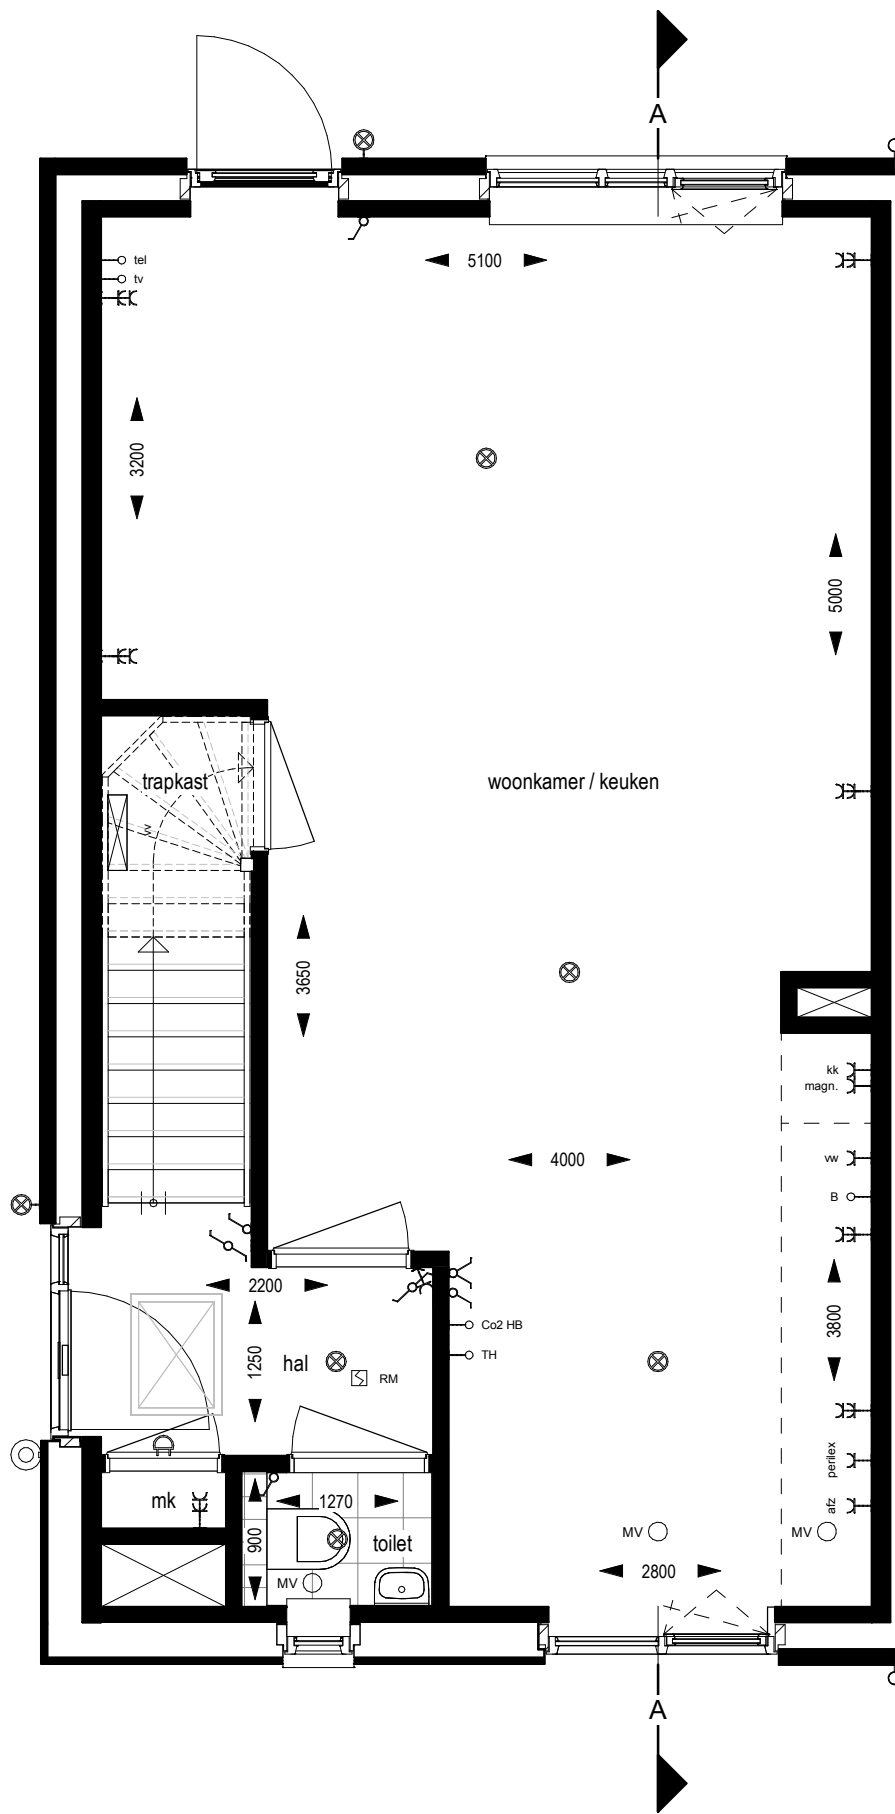 A
tel
5100
tv
3200
5000
trapkast
woonkamer / keuken
w
3650
kk
magn.
4000
vw
B
2200
Co2 HB
3800
1250
hal
TH
RM
perilex
mk
1270
afz
900
toilet
MV
MV
MV
2800
A